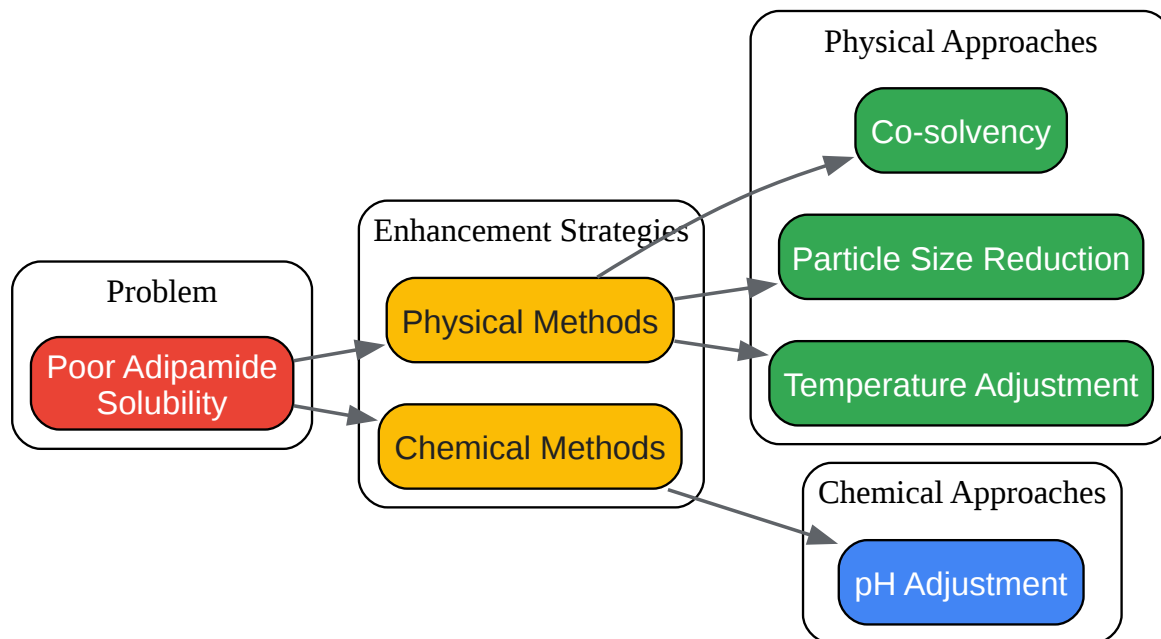 Problem
Poor Adipamide
Solubility
Enhancement Strategies
Physical Methods
Chemical Methods
Physical Approaches
Co-solvency
Particle Size Reduction
Temperature Adjustment
Chemical Approaches
pH Adjustment